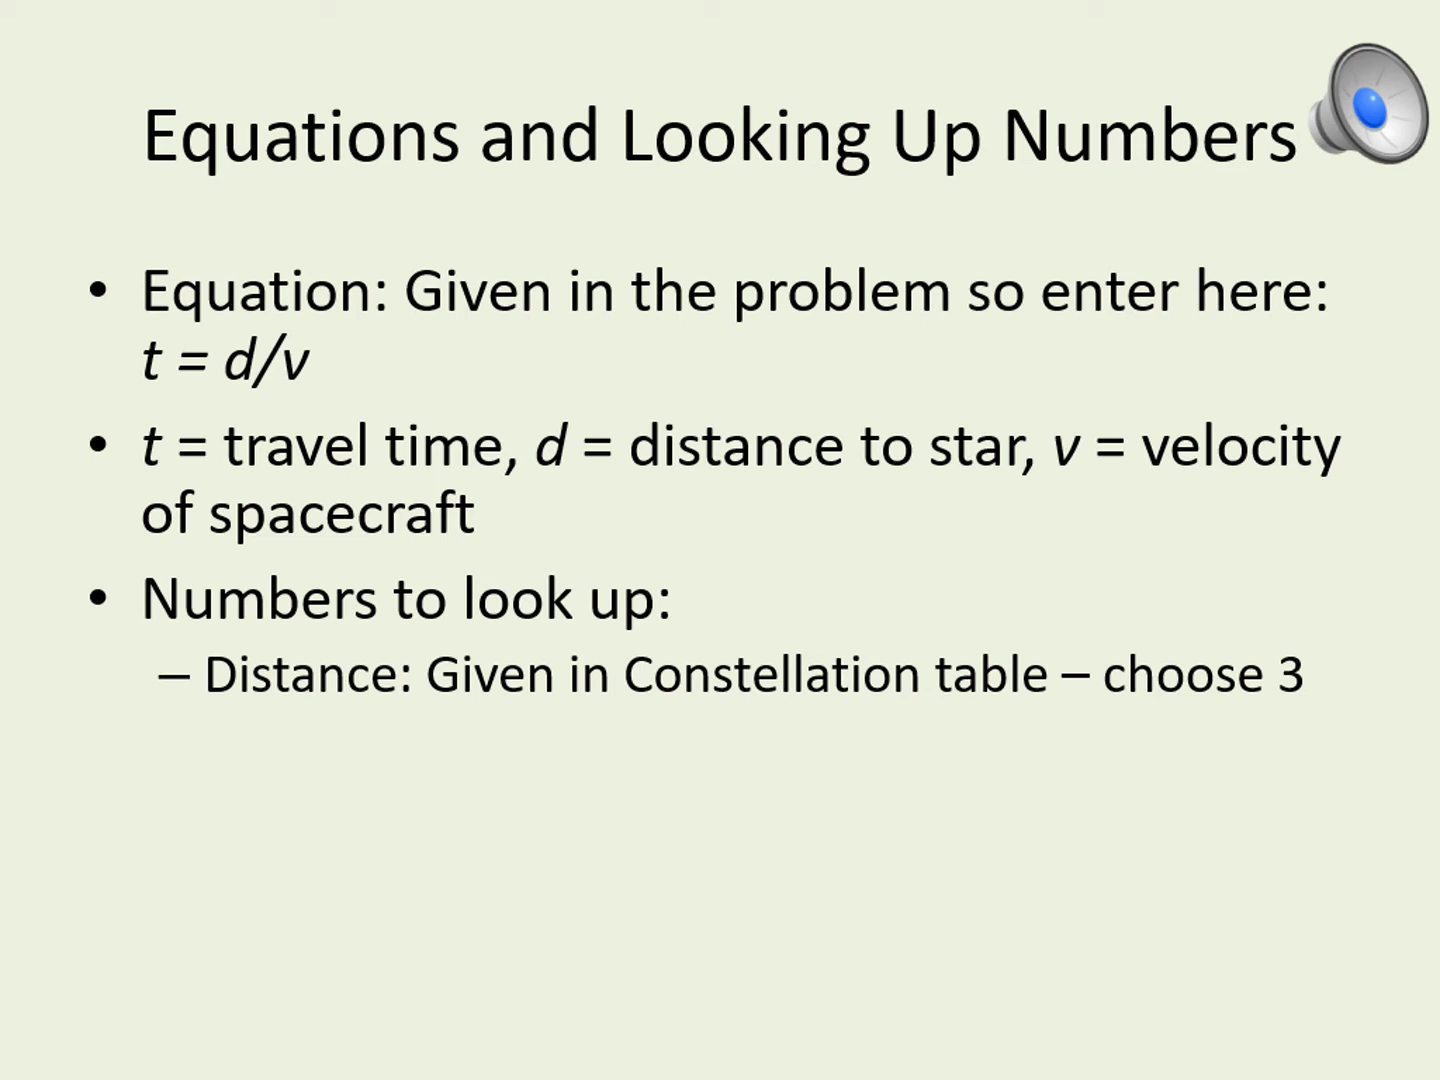 Equations and Looking Up Numbers
• Equation: Given in the problem so enter here:
t = d/v
• t = travel time, d = distance to star, v = velocity
of spacecraft
• Numbers to look up:
– Distance: Given in Constellation table – choose 3